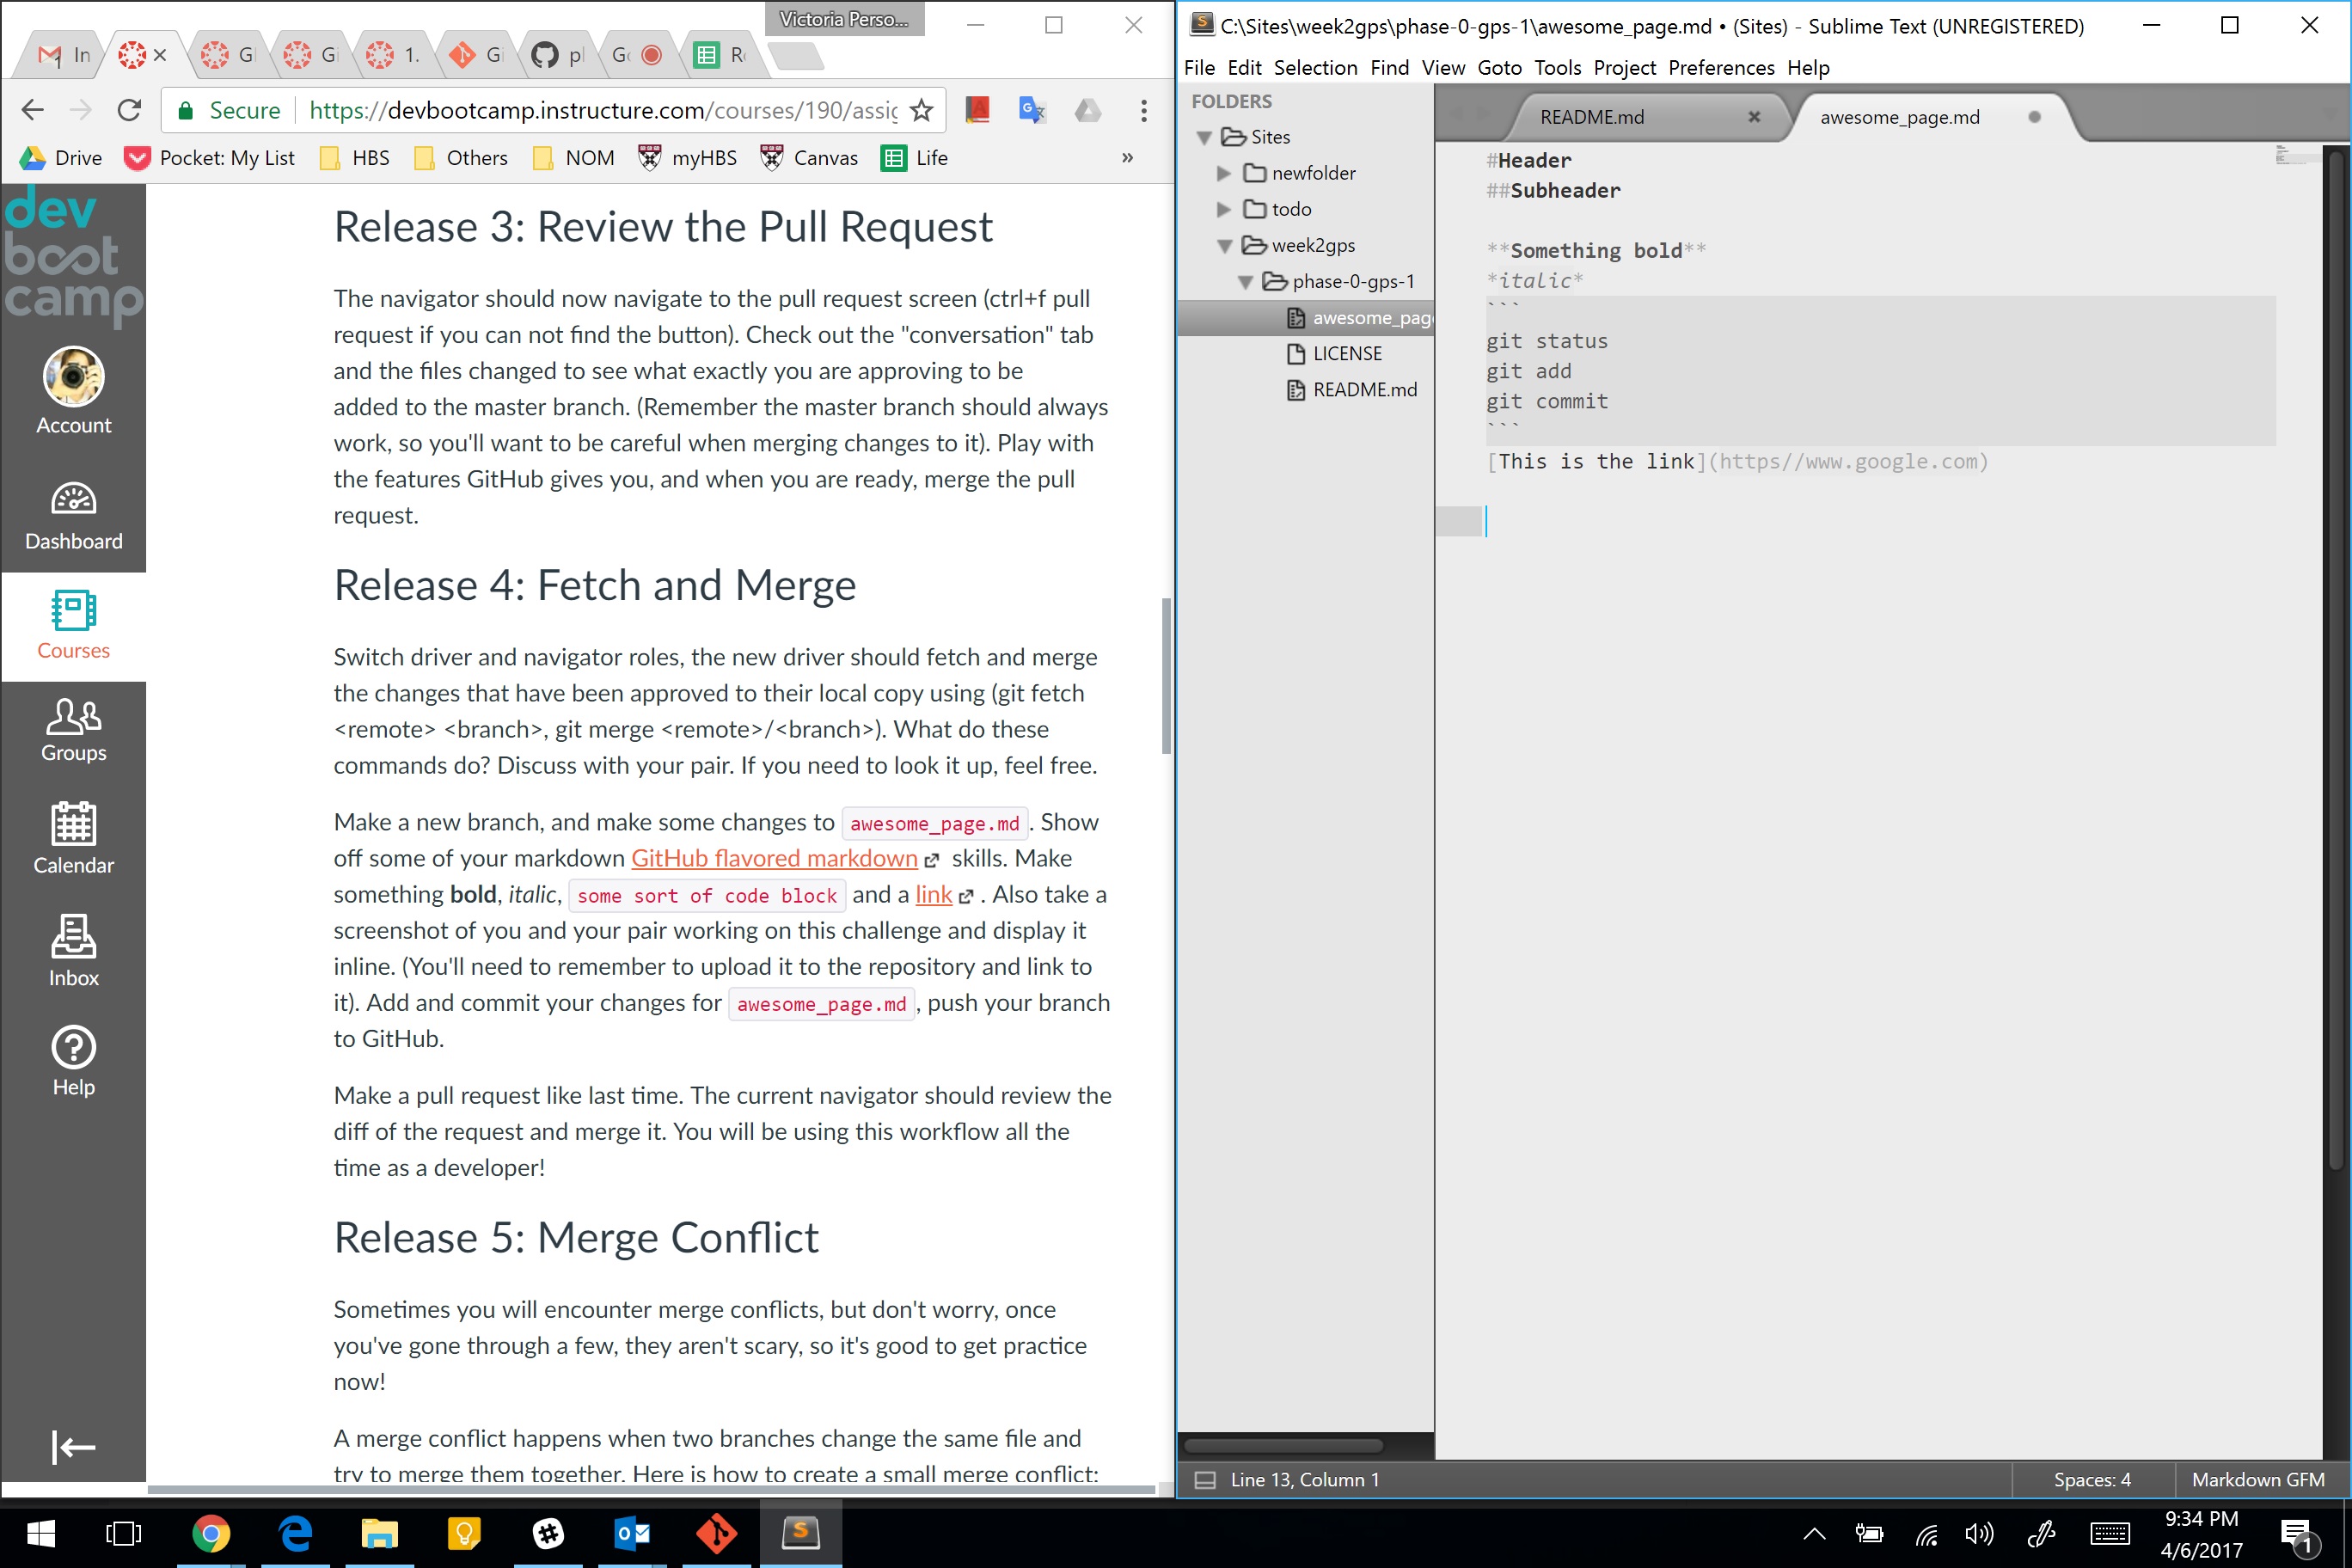 Victoria Perso...
In
Gl
Gi
1.
Gi
pl
Go
Re
Secure https://devbootcamp.instructure.com/courses/190/assig
Drive Pocket: My List HBS Others NOM myHBS Canvas Life »
dev
bootcamp
Account
Dashboard
Courses
Groups
Calendar
Inbox
Help
Release 3: Review the Pull Request
The navigator should now navigate to the pull request screen (ctrl+f pull
request if you can not find the button). Check out the "conversation" tab
and the files changed to see what exactly you are approving to be
added to the master branch. (Remember the master branch should always
work, so you'll want to be careful when merging changes to it). Play with
the features GitHub gives you, and when you are ready, merge the pull
request.
Release 4: Fetch and Merge
Switch driver and navigator roles, the new driver should fetch and merge
the changes that have been approved to their local copy using (git fetch
<remote> <branch>, git merge <remote>/<branch>). What do these
commands do? Discuss with your pair. If you need to look it up, feel free.
Make a new branch, and make some changes to awesome_page.md . Show
off some of your markdown GitHub flavored markdown skills. Make
something bold, italic, some sort of code block and a link . Also take a
screenshot of you and your pair working on this challenge and display it
inline. (You'll need to remember to upload it to the repository and link to
it). Add and commit your changes for awesome_page.md , push your branch
to GitHub.
Make a pull request like last time. The current navigator should review the
diff of the request and merge it. You will be using this workflow all the
time as a developer!
Release 5: Merge Conflict
Sometimes you will encounter merge conflicts, but don't worry, once
you've gone through a few, they aren't scary, so it's good to get practice
now!
A merge conflict happens when two branches change the same file and
try to merge them together. Here is how to create a small merge conflict:
C:\Sites\week2gps\phase-0-gps-1\awesome_page.md • (Sites) - Sublime Text (UNREGISTERED)
File Edit Selection Find View Goto Tools Project Preferences Help
FOLDERS
Sites
newfolder
todo
week2gps
phase-0-gps-1
awesome_page
LICENSE
README.md
README.md
awesome_page.md
#Header
##Subheader
**Something bold**
*italic*
```
git status
git add
git commit
```
[This is the link](https//www.google.com)
Line 13, Column 1
Spaces: 4
Markdown GFM
9:34 PM
4/6/2017
1